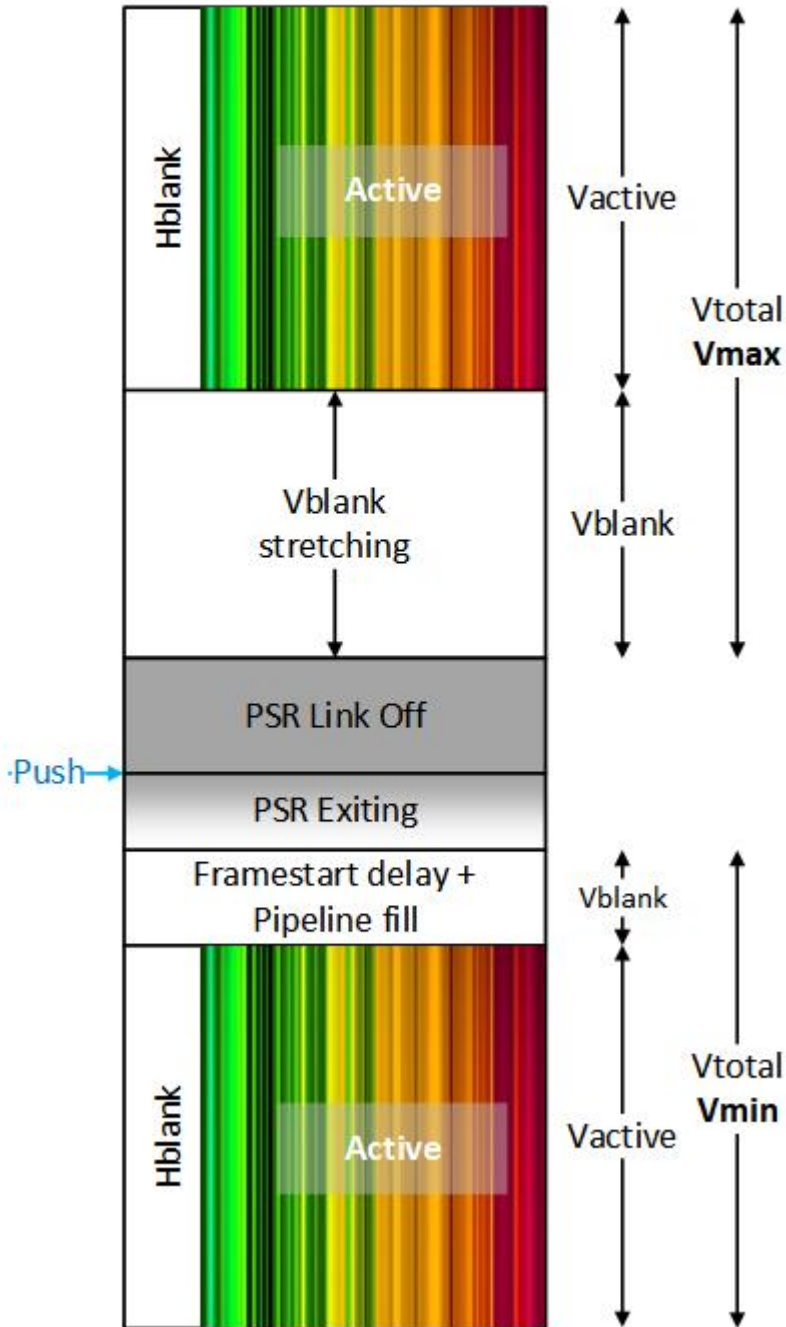 Hblank
Active
Vactive
Vtotal
Vmax
Vblank
stretching
Vblank
PSR Link Off
Push
PSR Exiting
Framestart delay +
Pipeline fill
Vblank
Hblank
Active
Vactive
Vtotal
Vmin